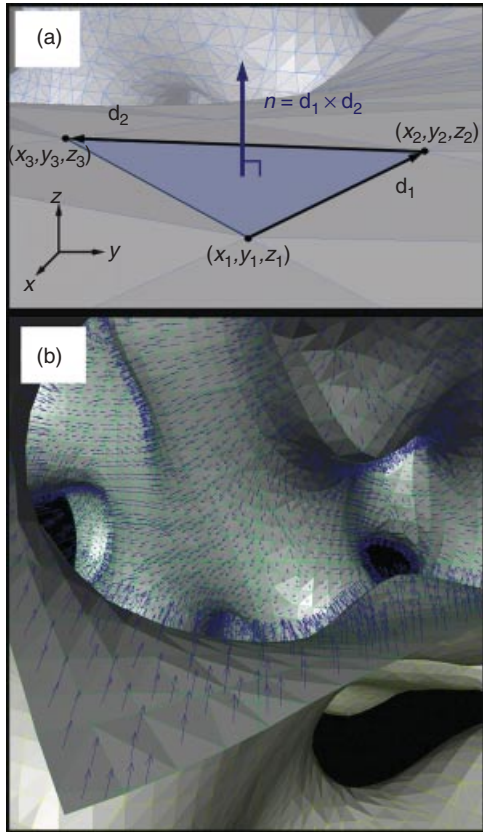 (a)
d₂
n = d₁ × d₂
(x₂,y₂,z₂)
(x₃,y₃,z₃)
d₁
z
y
x
(x₁,y₁,z₁)
(b)